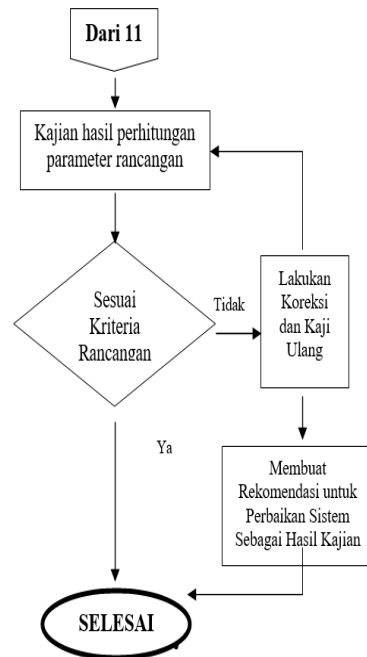 Dari 11
Kajian hasil perhitungan
parameter rancangan
Sesuai
Kriteria
Rancangan
Tidak
Lakukan
Koreksi
dan Kaji
Ulang
Ya
Membuat
Rekomendasi untuk
Perbaikan Sistem
Sebagai Hasil Kajian
SELESAI